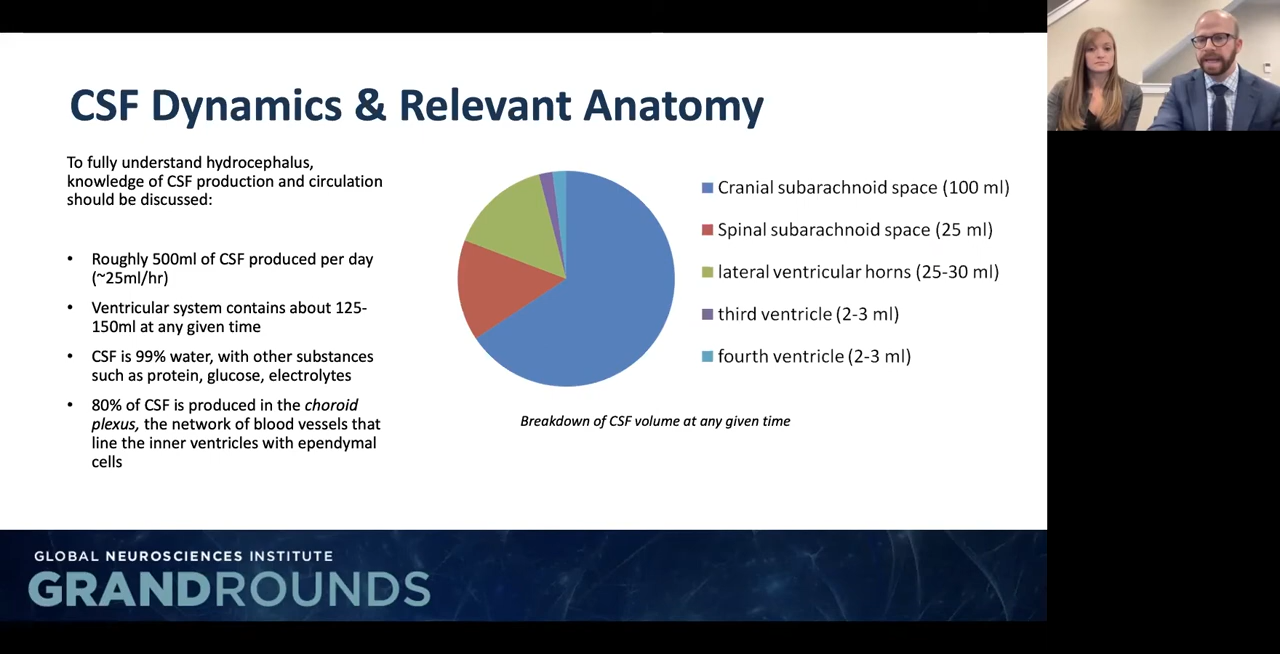 CSF Dynamics & Relevant Anatomy
To fully understand hydrocephalus,
knowledge of CSF production and circulation
should be discussed:
• Roughly 500ml of CSF produced per day
(~25ml/hr)
• Ventricular system contains about 125-
150ml at any given time
• CSF is 99% water, with other substances
such as protein, glucose, electrolytes
• 80% of CSF is produced in the choroid
plexus, the network of blood vessels that
line the inner ventricles with ependymal
cells
Cranial subarachnoid space (100 ml)
Spinal subarachnoid space (25 ml)
lateral ventricular horns (25-30 ml)
third ventricle (2-3 ml)
fourth ventricle (2-3 ml)
Breakdown of CSF volume at any given time
GLOBAL NEUROSCIENCES INSTITUTE
GRANDROUNDS